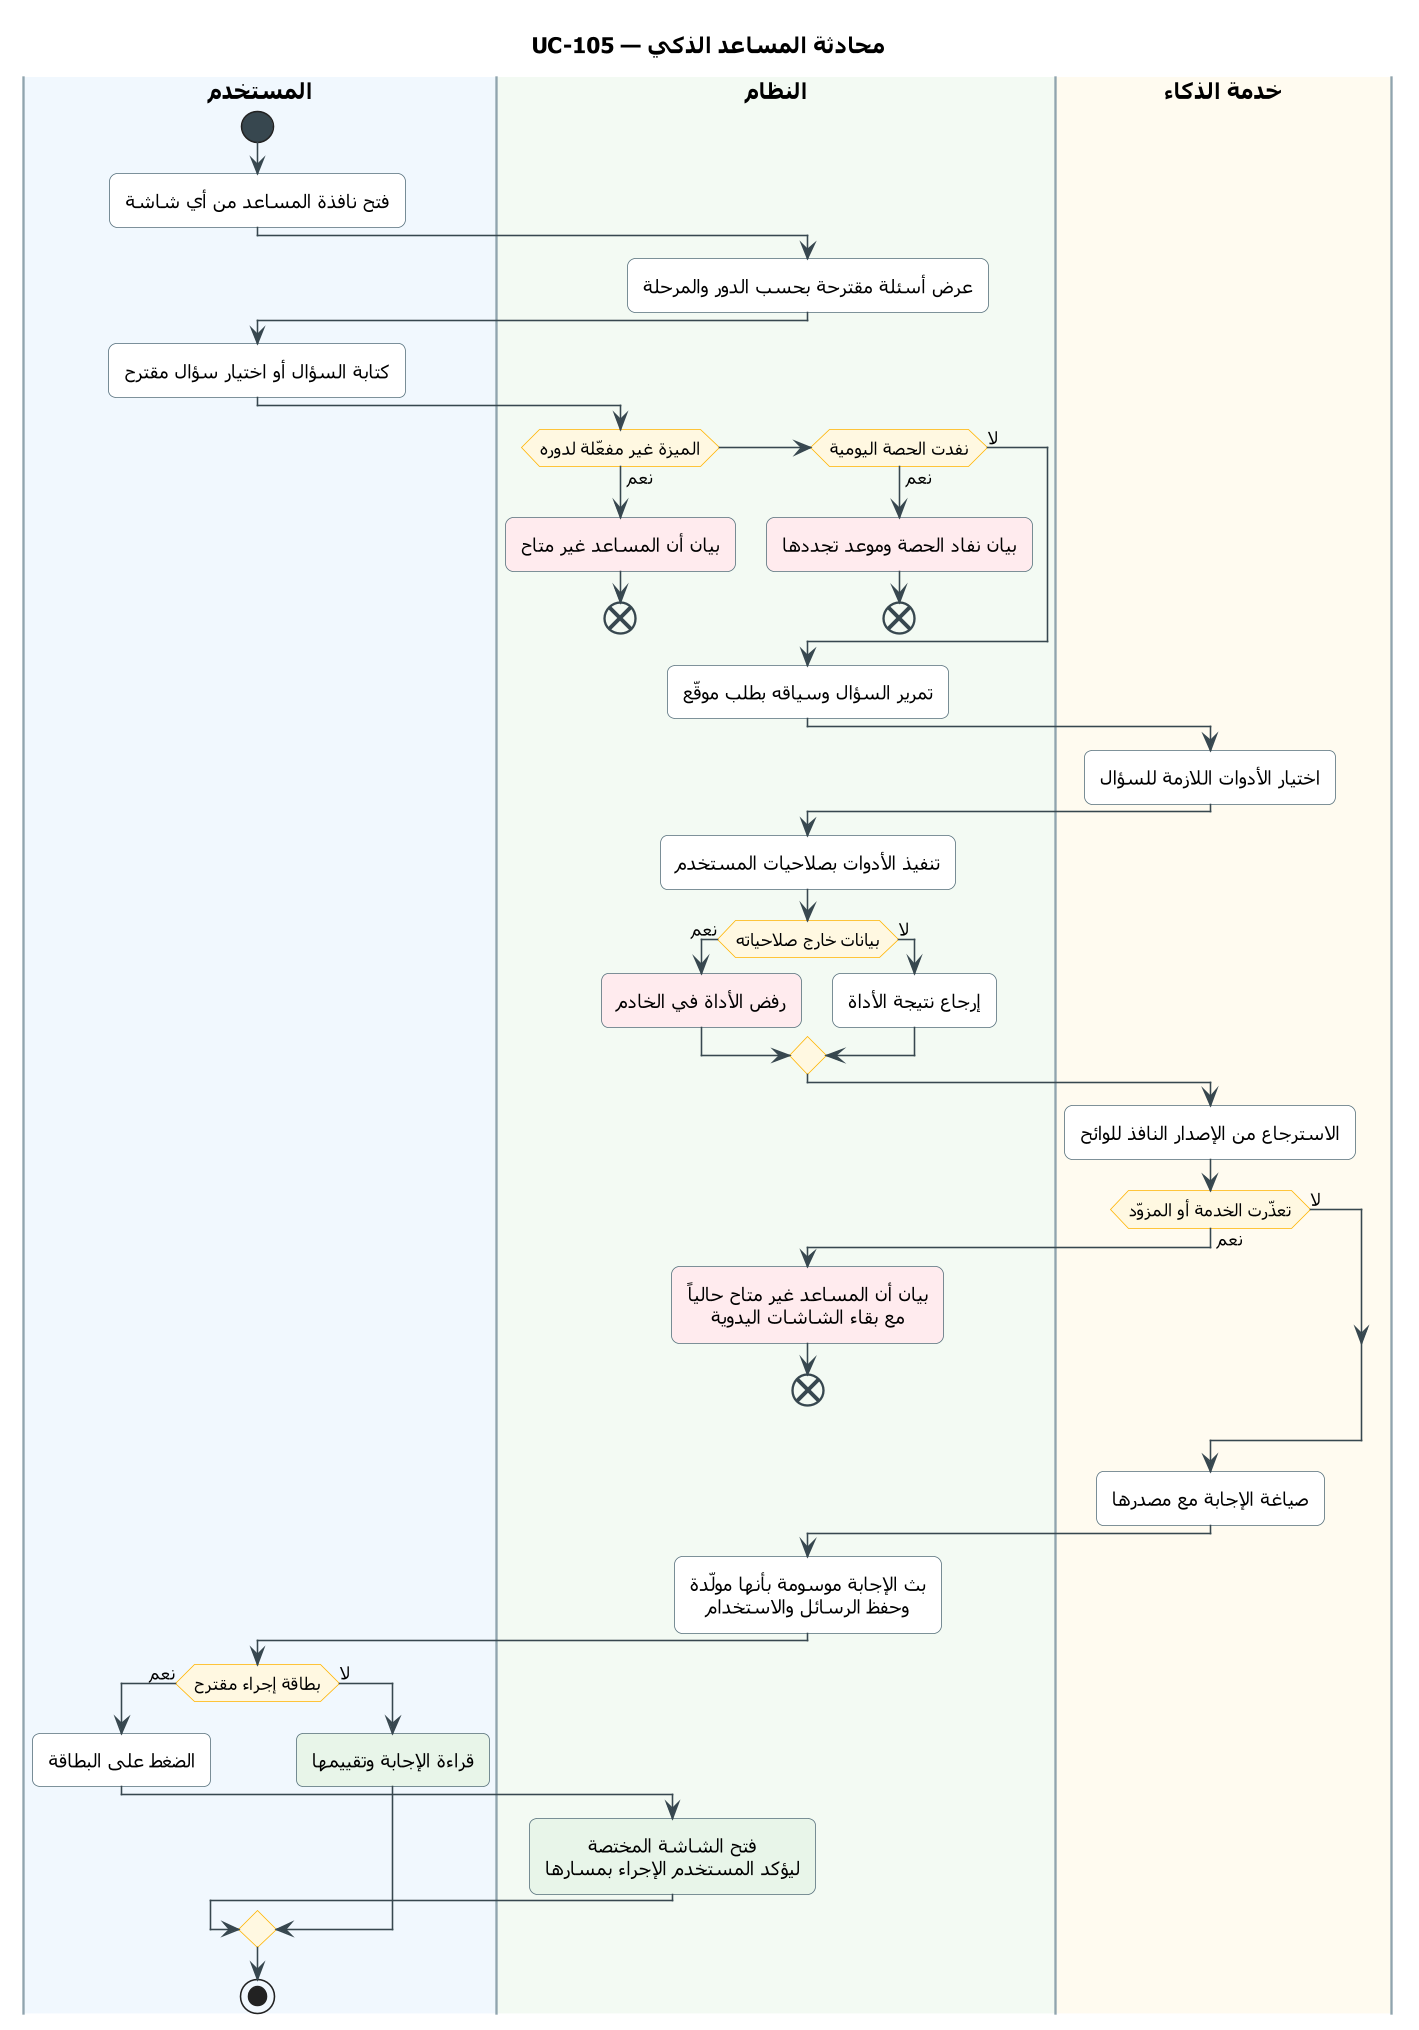 UC-105 — محادثة المساعد الذكي
المستخدم
النظام
خدمة الذكاء
فتح نافذة المساعد من أي شاشة
عرض أسئلة مقترحة بحسب الدور والمرحلة
كتابة السؤال أو اختيار سؤال مقترح
الميزة غير مفعّلة لدوره
نعم
نفدت الحصة اليومية
لا
نعم
بيان أن المساعد غير متاح
بيان نفاد الحصة وموعد تجددها
تمرير السؤال وسياقه بطلب موقّع
اختيار الأدوات اللازمة للسؤال
تنفيذ الأدوات بصلاحيات المستخدم
بيانات خارج صلاحياته
نعم
لا
رفض الأداة في الخادم
إرجاع نتيجة الأداة
الاسترجاع من الإصدار النافذ للوائح
تعذّرت الخدمة أو المزوّد
لا
نعم
بيان أن المساعد غير متاح حالياً
مع بقاء الشاشات اليدوية
صياغة الإجابة مع مصدرها
بث الإجابة موسومة بأنها مولّدة
وحفظ الرسائل والاستخدام
بطاقة إجراء مقترح
نعم
لا
الضغط على البطاقة
قراءة الإجابة وتقييمها
فتح الشاشة المختصة
ليؤكد المستخدم الإجراء بمسارها